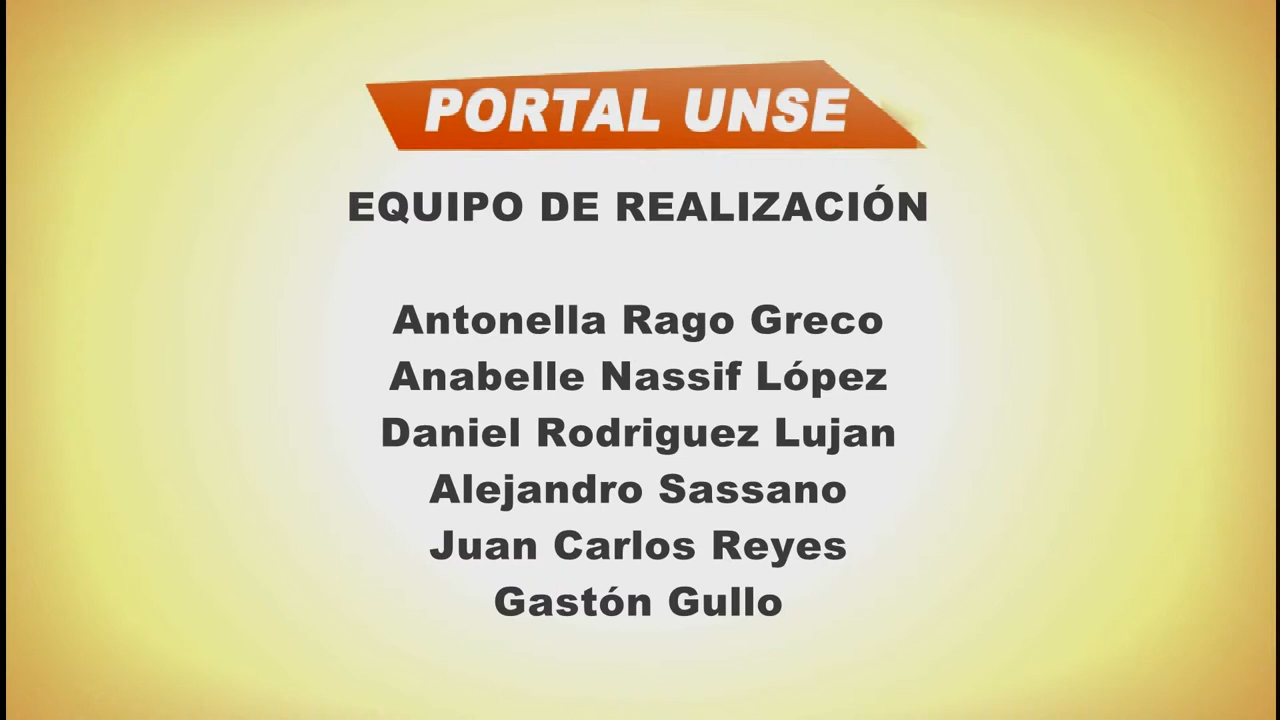 PORTAL UNSE
EQUIPO DE REALIZACIÓN
Antonella Rago Greco
Anabelle Nassif López
Daniel Rodriguez Lujan
Alejandro Sassano
Juan Carlos Reyes
Gastón Gullo